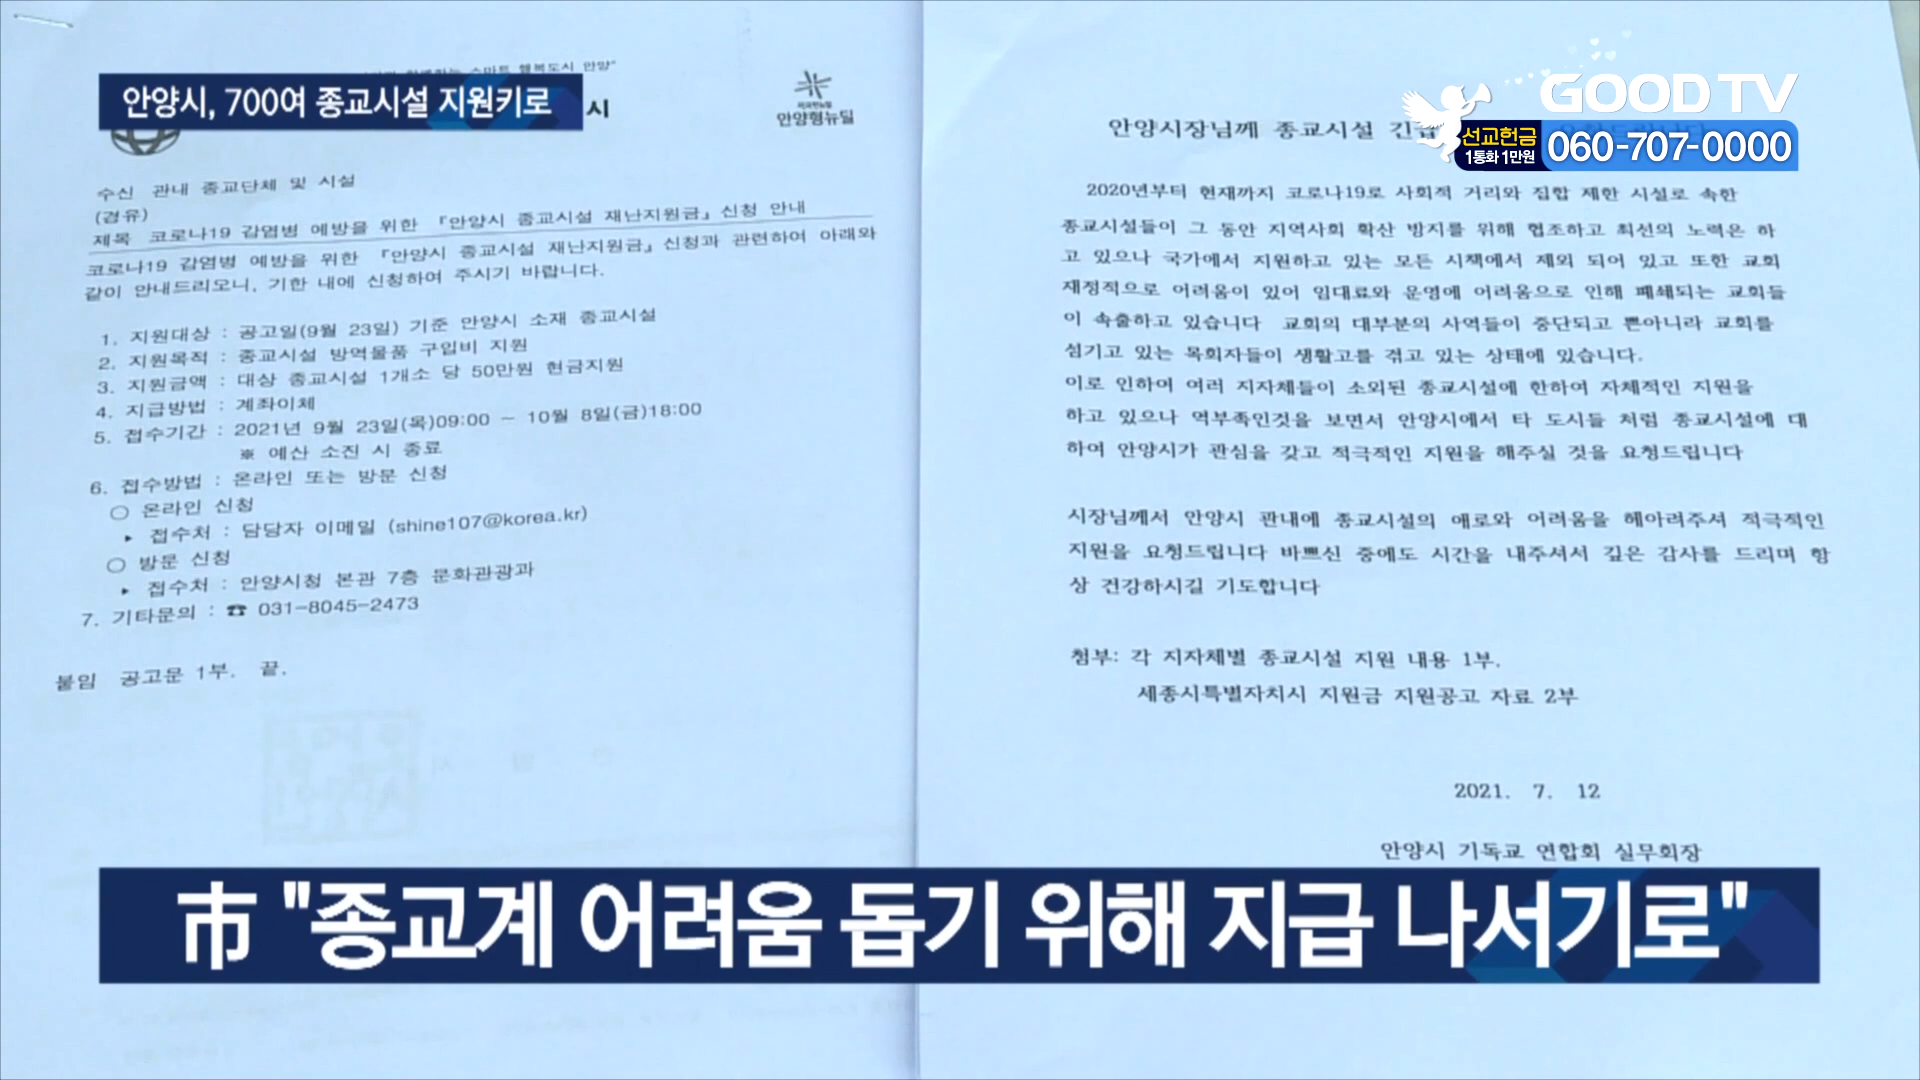 안양시, 700여 종교시설 지원키로
행복도시 안양"
시
안양형뉴딜
수신 관내 종교단체 및 시설
(경유)
제목 코로나19 감염병 예방을 위한 「안양시 종교시설 재난지원금」 신청 안내
코로나19 감염병 예방을 위한 「안양시 종교시설 재난지원금」 신청과 관련하여 아래와
같이 안내드리오니, 기한 내에 신청하여 주시기 바랍니다.
1. 지원대상 : 공고일(9월 23일) 기준 안양시 소재 종교시설
2. 지원목적 : 종교시설 방역물품 구입비 지원
3. 지원금액 : 대상 종교시설 1개소 당 50만원 현금지원
4. 지급방법 : 계좌이체
5. 접수기간 : 2021년 9월 23일(목)09:00 ~ 10월 8일(금)18:00
※ 예산 소진 시 종료
6. 접수방법 : 온라인 또는 방문 신청
○ 온라인 신청
▸ 접수처 : 담당자 이메일 (shine107@korea.kr)
○ 방문 신청
▸ 접수처 : 안양시청 본관 7층 문화관광과
7. 기타문의 : ☎ 031-8045-2473
붙임 공고문 1부. 끝.
GOOD TV
선교헌금
1통화 1만원
060-707-0000
안양시장님께 종교시설 긴급
2020년부터 현재까지 코로나19로 사회적 거리와 집합 제한 시설로 속한
종교시설들이 그 동안 지역사회 확산 방지를 위해 협조하고 최선의 노력은 하
고 있으나 국가에서 지원하고 있는 모든 시책에서 제외 되어 있고 또한 교회
재정적으로 어려움이 있어 임대료와 운영에 어려움으로 인해 폐쇄되는 교회들
이 속출하고 있습니다 교회의 대부분의 사역들이 중단되고 뿐아니라 교회를
섬기고 있는 목회자들이 생활고를 겪고 있는 상태에 있습니다.
이로 인하여 여러 지자체들이 소외된 종교시설에 한하여 자체적인 지원을
하고 있으나 역부족인것을 보면서 안양시에서 타 도시들 처럼 종교시설에 대
하여 안양시가 관심을 갖고 적극적인 지원을 해주실 것을 요청드립니다
시장님께서 안양시 관내에 종교시설의 애로와 어려움을 헤아려주셔 적극적인
지원을 요청드립니다 바쁘신 중에도 시간을 내주셔서 깊은 감사를 드리며 항
상 건강하시길 기도합니다
첨부: 각 지자체별 종교시설 지원 내용 1부.
세종시특별자치시 지원금 지원공고 자료 2부
2021. 7. 12
안양시 기독교 연합회 실무회장
市 "종교계 어려움 돕기 위해 지급 나서기로"